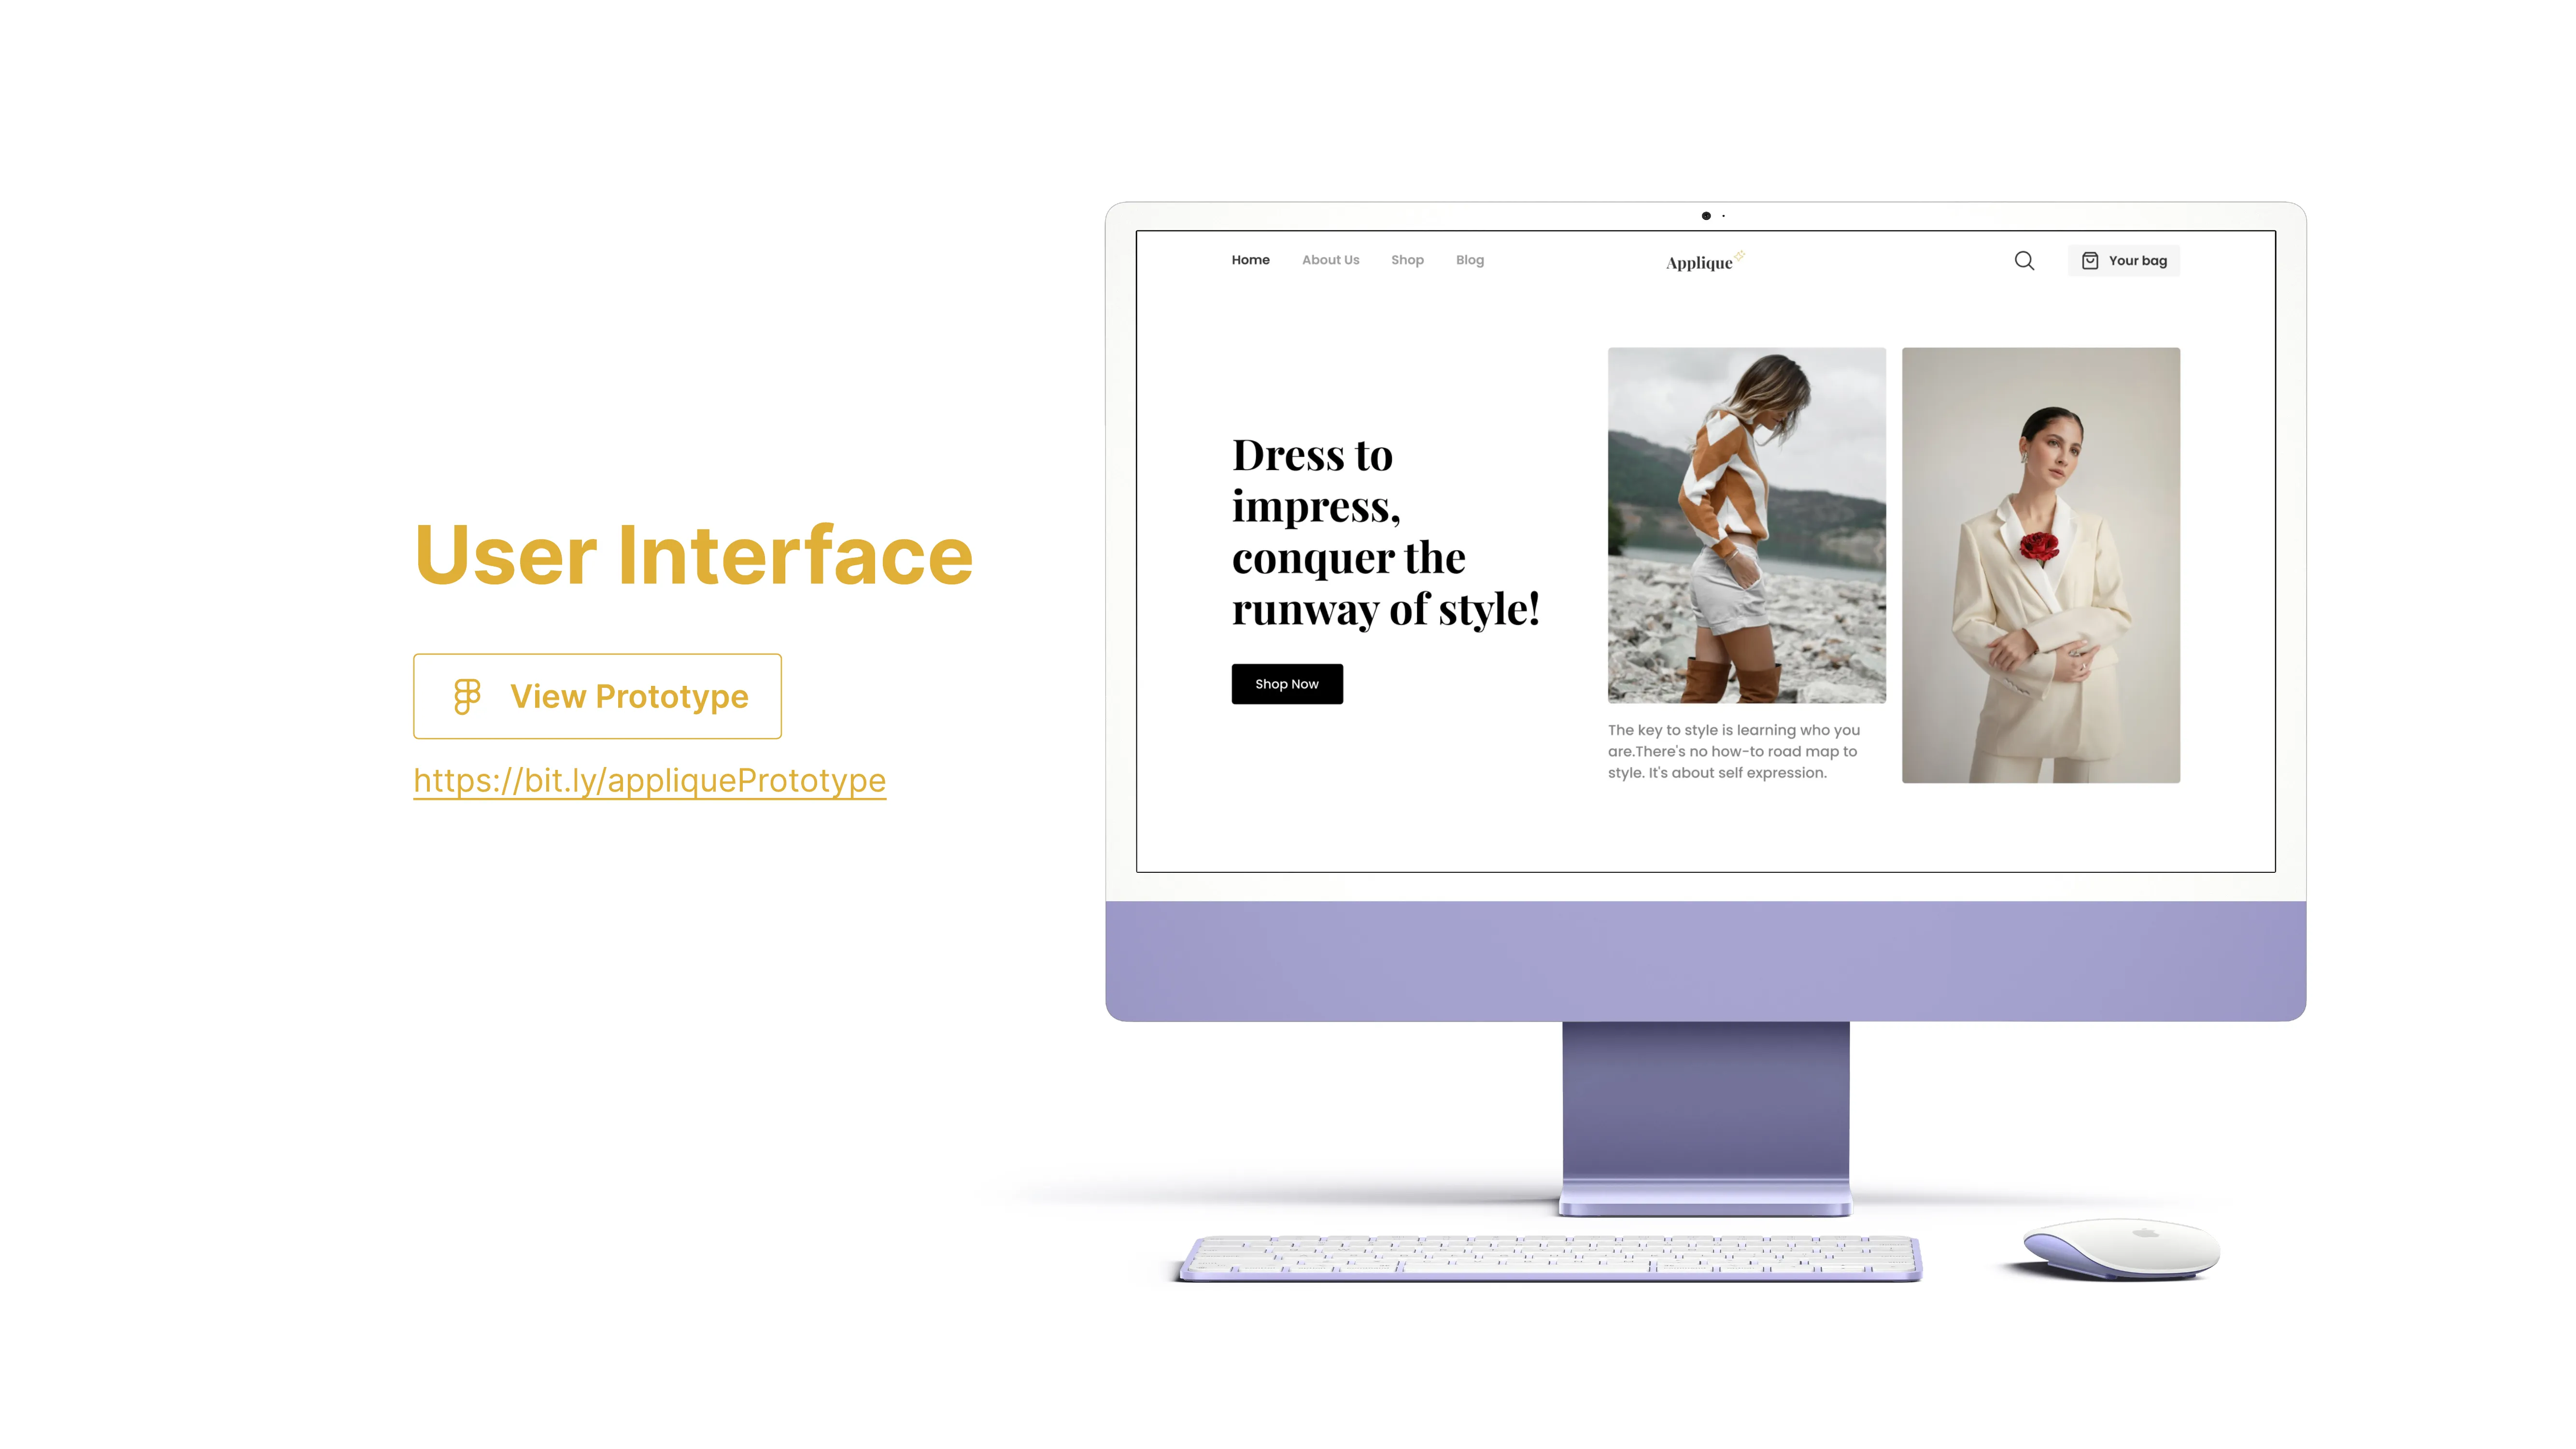 User Interface
View Prototype
https://bit.ly/appliquePrototype
Home
About Us
Shop
Blog
Applique
Your bag
Dress to
impress,
conquer the
runway of style!
Shop Now
The key to style is learning who you
are.There's no how-to road map to
style. It's about self expression.